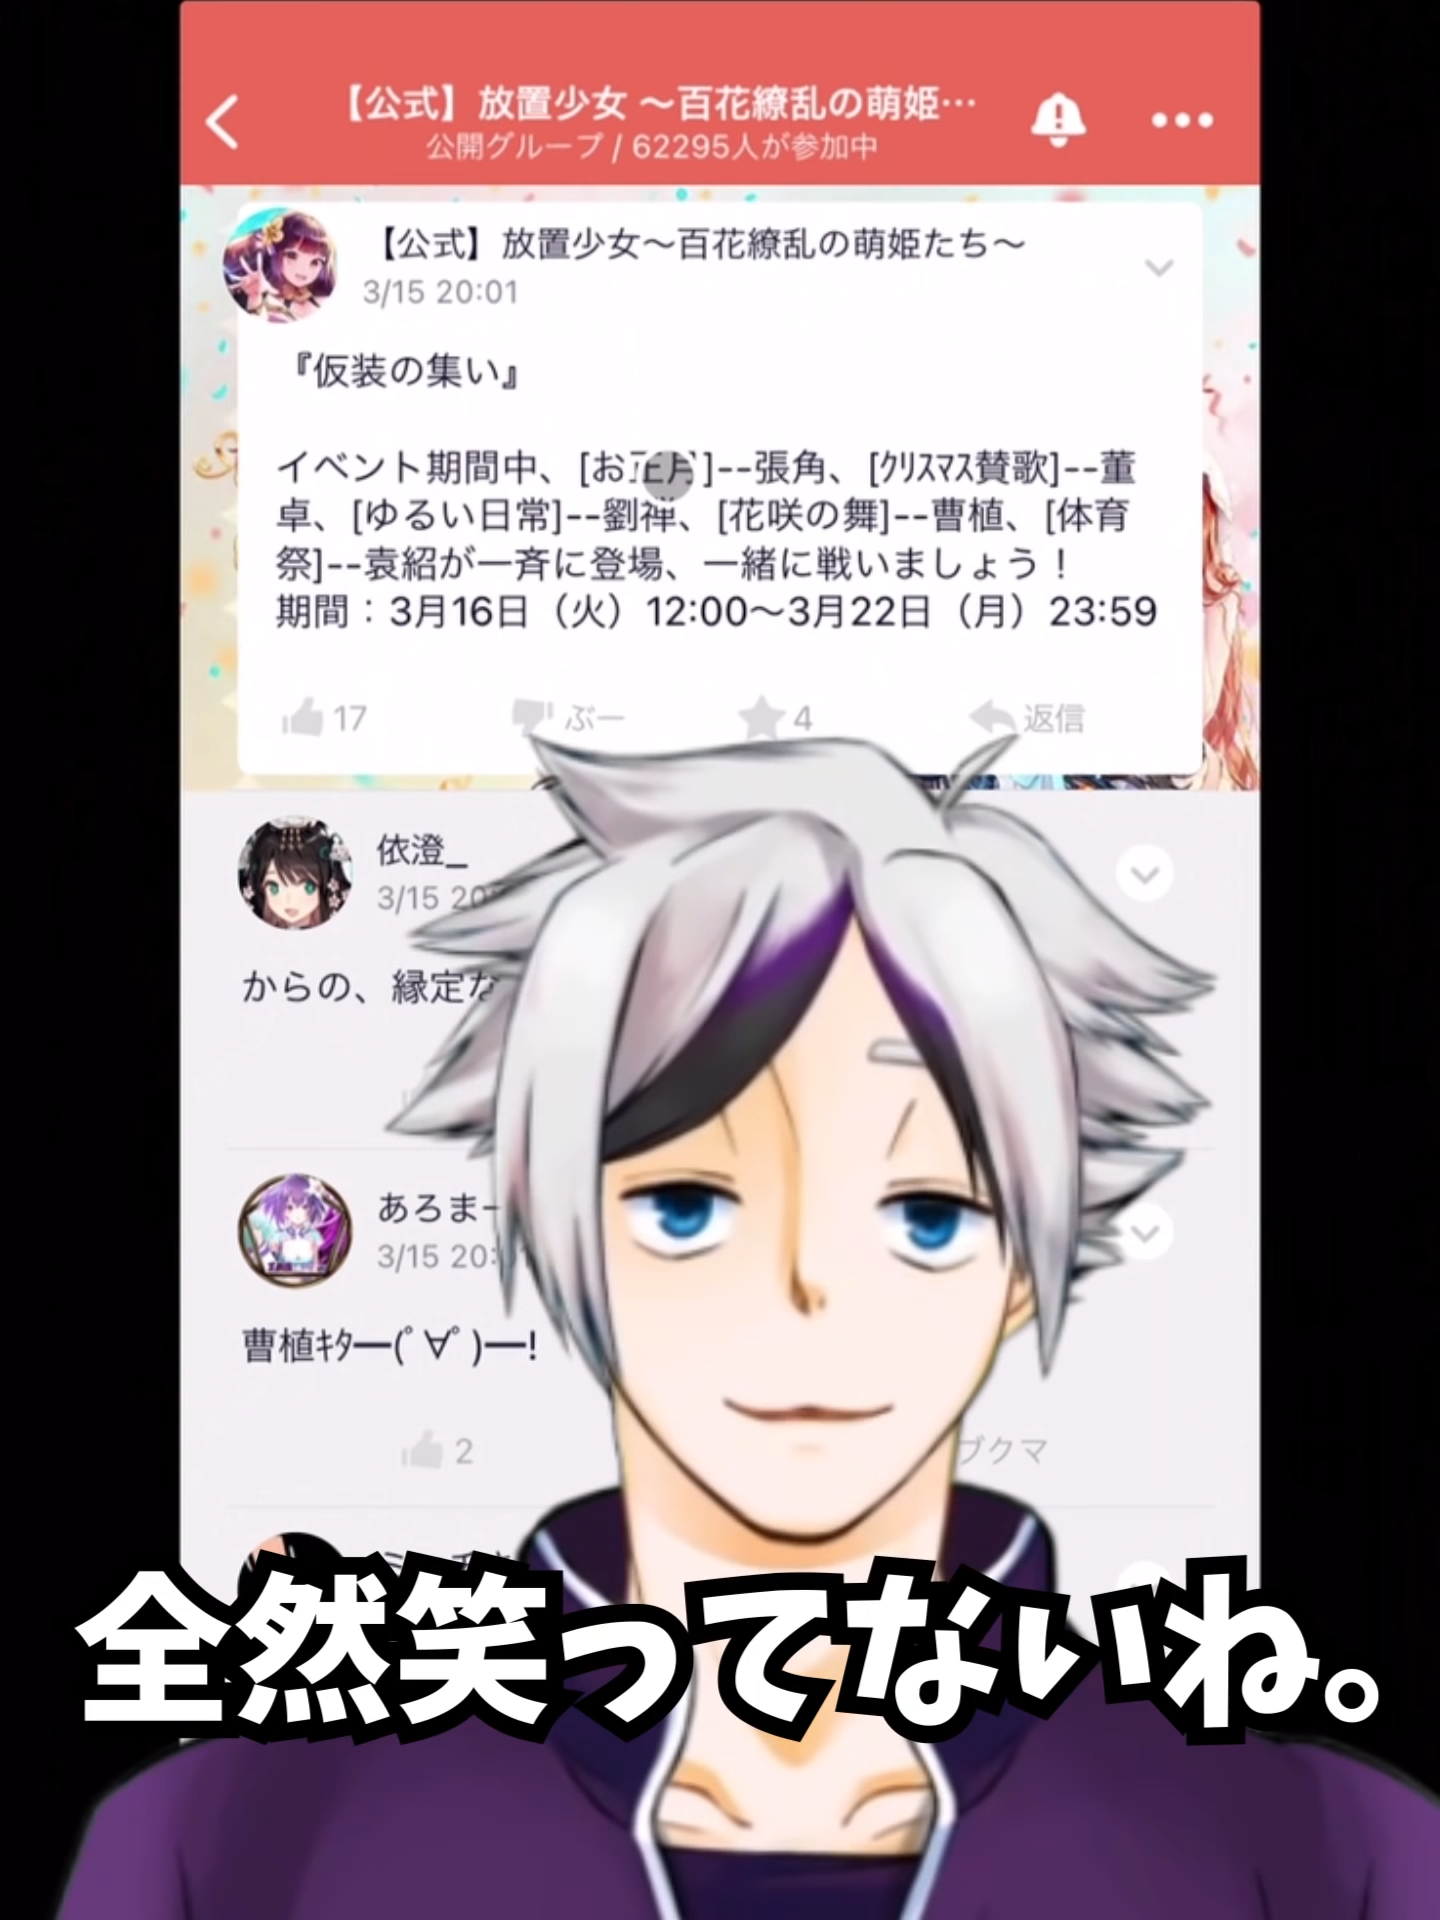 【公式】放置少女 〜百花繚乱の萌姫…
公開グループ / 62295人が参加中
【公式】放置少女〜百花繚乱の萌姫たち〜
3/15 20:01
『仮装の集い』
イベント期間中、[お正月]--張角、[ｸﾘｽﾏｽ賛歌]--董
卓、[ゆるい日常]--劉禅、[花咲の舞]--曹植、[体育
祭]--袁紹が一斉に登場、一緒に戦いましょう！
期間：3月16日（火）12:00〜3月22日（月）23:59
17 ぶー 4 返信
依澄_
3/15 20:
からの、縁定な
あろまー
3/15 20:
曹植ｷﾀ━(ﾟ∀ﾟ)━!
2 ブクマ
全然笑ってないね。